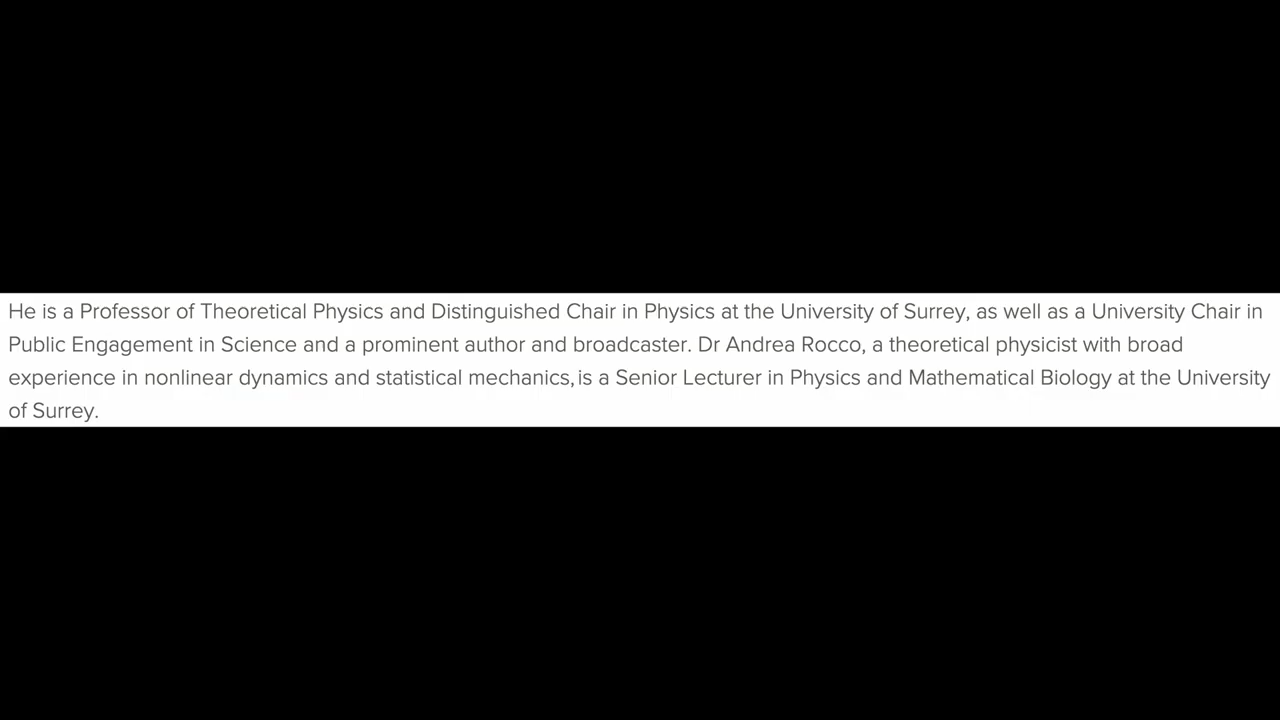 He is a Professor of Theoretical Physics and Distinguished Chair in Physics at the University of Surrey, as well as a University Chair in
Public Engagement in Science and a prominent author and broadcaster. Dr Andrea Rocco, a theoretical physicist with broad
experience in nonlinear dynamics and statistical mechanics, is a Senior Lecturer in Physics and Mathematical Biology at the University
of Surrey.